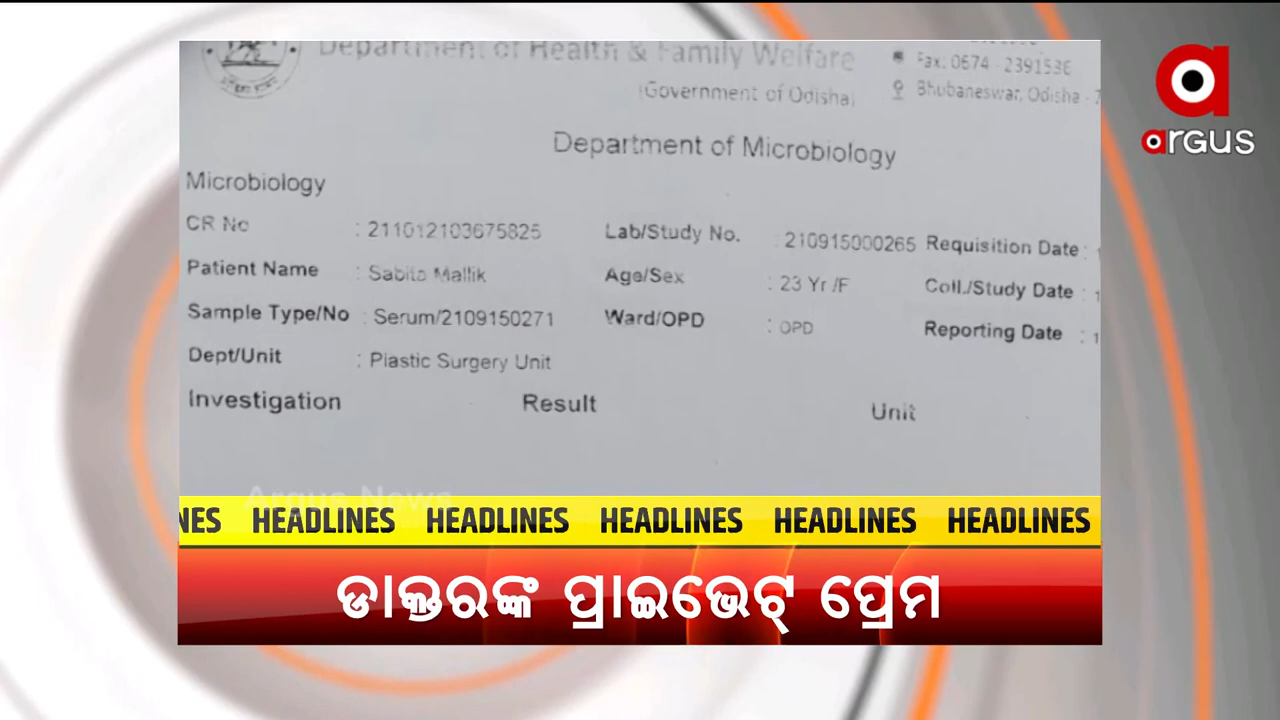 Department of Health & Family Welfare
(Government of Odisha)
Fax: 0674 - 2391536
Bhubaneswar, Odisha - 7
argus
Department of Microbiology
Microbiology
CR No : 211012103675825 Lab/Study No. : 210915000265 Requisition Date :
Patient Name : Sabita Mallik Age/Sex : 23 Yr /F Coll./Study Date :
Sample Type/No : Serum/2109150271 Ward/OPD : OPD Reporting Date :
Dept/Unit : Plastic Surgery Unit
Investigation Result Unit
Argus News
NES HEADLINES HEADLINES HEADLINES HEADLINES HEADLINES
ଡାକ୍ତରଙ୍କ ପ୍ରାଇଭେଟ୍ ପ୍ରେମ